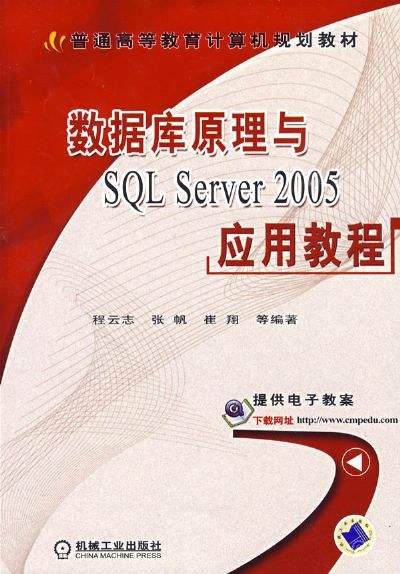 普通高等教育计算机规划教材
数据库原理与
SQL Server 2005
应用教程
程云志 张帆 崔翔 等编著
提供电子教案
下载网址 http://www.cmpedu.com
机械工业出版社
CHINA MACHINE PRESS